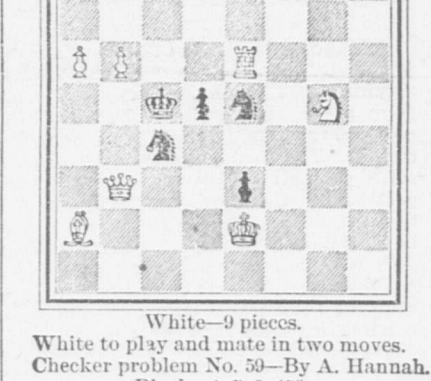 White—9 pieces.
White to play and mate in two moves.
Checker problem No. 59—By A. Hannah.